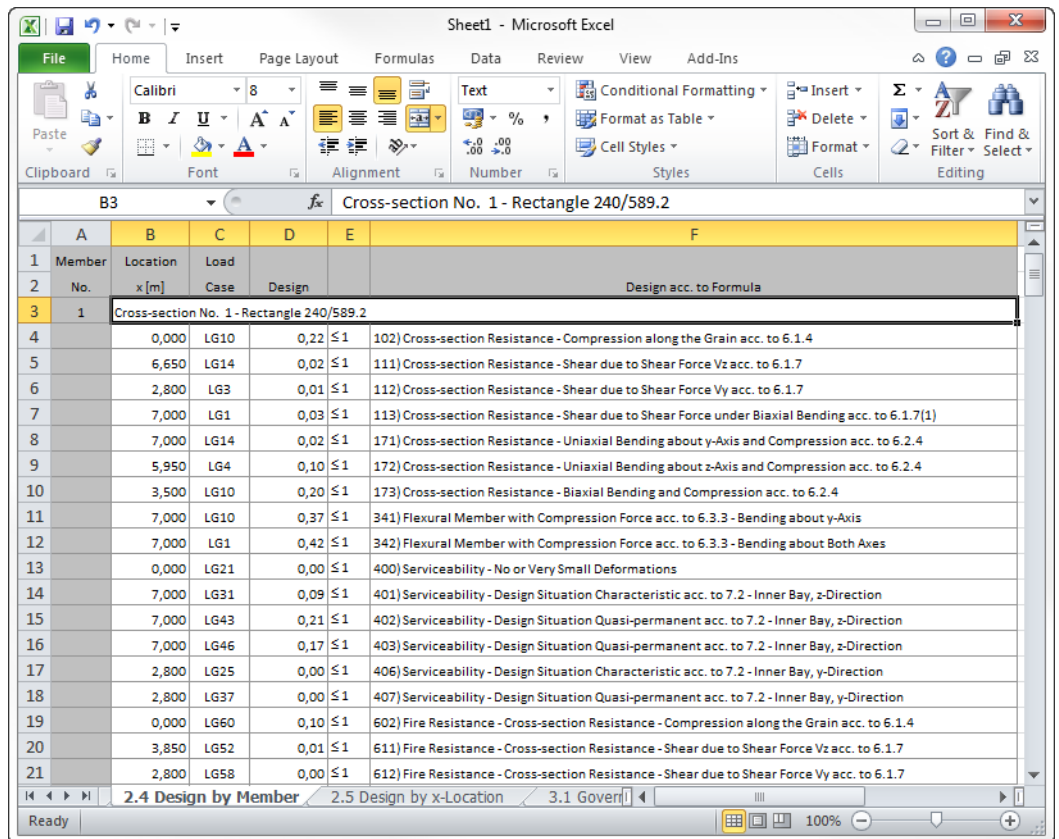 Sheet1 - Microsoft Excel
File Home Insert Page Layout Formulas Data Review View Add-Ins
Paste
Calibri 8
B I U A A
A
Text
% ,
Conditional Formatting
Format as Table
Cell Styles
Insert
Delete
Format
Σ
Sort & Filter
Find & Select
Clipboard Font Alignment Number Styles Cells Editing
B3 fx Cross-section No. 1 - Rectangle 240/589.2
A B C D E F
1 Member Location Load
2 No. x [m] Case Design Design acc. to Formula
3 1 Cross-section No. 1 - Rectangle 240/589.2
4 0,000 LG10 0,22 ≤ 1 102) Cross-section Resistance - Compression along the Grain acc. to 6.1.4
5 6,650 LG14 0,02 ≤ 1 111) Cross-section Resistance - Shear due to Shear Force Vz acc. to 6.1.7
6 2,800 LG3 0,01 ≤ 1 112) Cross-section Resistance - Shear due to Shear Force Vy acc. to 6.1.7
7 7,000 LG1 0,03 ≤ 1 113) Cross-section Resistance - Shear due to Shear Force under Biaxial Bending acc. to 6.1.7(1)
8 7,000 LG14 0,02 ≤ 1 171) Cross-section Resistance - Uniaxial Bending about y-Axis and Compression acc. to 6.2.4
9 5,950 LG4 0,10 ≤ 1 172) Cross-section Resistance - Uniaxial Bending about z-Axis and Compression acc. to 6.2.4
10 3,500 LG10 0,20 ≤ 1 173) Cross-section Resistance - Biaxial Bending and Compression acc. to 6.2.4
11 7,000 LG10 0,37 ≤ 1 341) Flexural Member with Compression Force acc. to 6.3.3 - Bending about y-Axis
12 7,000 LG1 0,42 ≤ 1 342) Flexural Member with Compression Force acc. to 6.3.3 - Bending about Both Axes
13 0,000 LG21 0,00 ≤ 1 400) Serviceability - No or Very Small Deformations
14 7,000 LG31 0,09 ≤ 1 401) Serviceability - Design Situation Characteristic acc. to 7.2 - Inner Bay, z-Direction
15 7,000 LG43 0,21 ≤ 1 402) Serviceability - Design Situation Quasi-permanent acc. to 7.2 - Inner Bay, z-Direction
16 7,000 LG46 0,17 ≤ 1 403) Serviceability - Design Situation Quasi-permanent acc. to 7.2 - Inner Bay, z-Direction
17 2,800 LG25 0,00 ≤ 1 406) Serviceability - Design Situation Characteristic acc. to 7.2 - Inner Bay, y-Direction
18 2,800 LG37 0,00 ≤ 1 407) Serviceability - Design Situation Quasi-permanent acc. to 7.2 - Inner Bay, y-Direction
19 0,000 LG60 0,10 ≤ 1 602) Fire Resistance - Cross-section Resistance - Compression along the Grain acc. to 6.1.4
20 3,850 LG52 0,01 ≤ 1 611) Fire Resistance - Cross-section Resistance - Shear due to Shear Force Vz acc. to 6.1.7
21 2,800 LG58 0,00 ≤ 1 612) Fire Resistance - Cross-section Resistance - Shear due to Shear Force Vy acc. to 6.1.7
2.4 Design by Member 2.5 Design by x-Location 3.1 Govern
Ready 100%